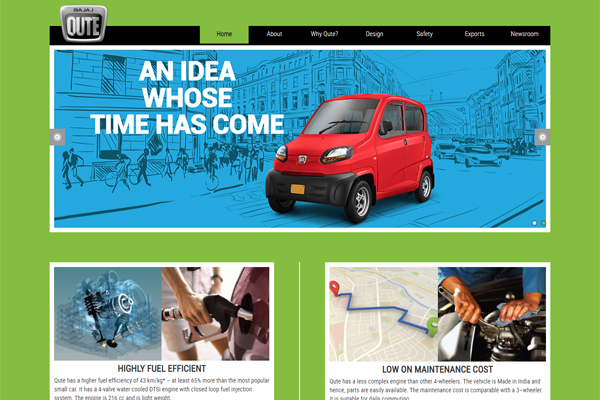 BAJAJ
QUTE
Home About Why Qute? Design Safety Exports Newsroom
AN IDEA
WHOSE
TIME HAS COME
HIGHLY FUEL EFFICIENT
Qute has a higher fuel efficiency of 43 km/kg* – at least 65% more than the most popular
small car. It has a 4-valve water cooled DTSi engine with closed loop fuel injection
system. The engine is 216 cc and is light weight.
LOW ON MAINTENANCE COST
Qute has a less complex engine than other 4-wheelers. The vehicle is Made in India and
hence, parts are easily available. The maintenance cost is comparable with a 3–wheeler.
It is suitable for daily commuting.